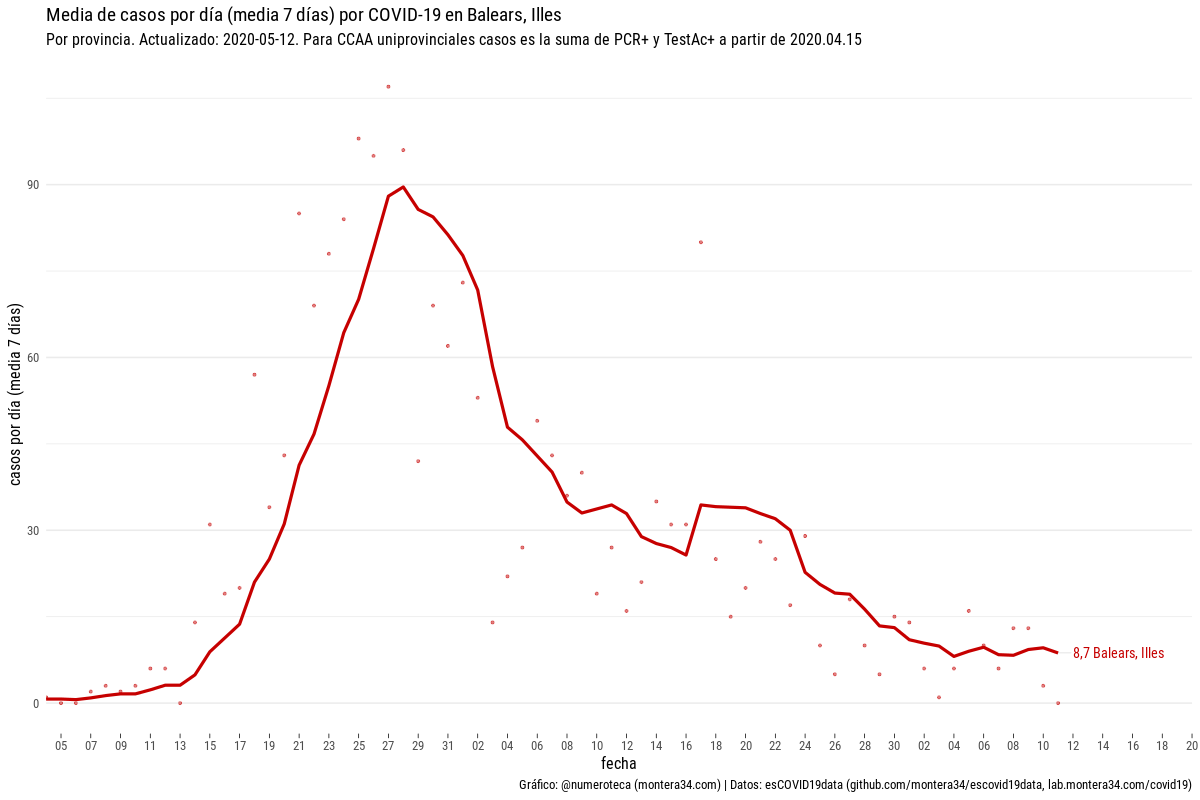 Media de casos por día (media 7 días) por COVID-19 en Balears, Illes
Por provincia. Actualizado: 2020-05-12. Para CCAA uniprovinciales casos es la suma de PCR+ y TestAc+ a partir de 2020.04.15
casos por día (media 7 días)
90
60
30
0
8,7 Balears, Illes
05 07 09 11 13 15 17 19 21 23 25 27 29 31 02 04 06 08 10 12 14 16 18 20 22 24 26 28 30 02 04 06 08 10 12 14 16 18 20
fecha
Gráfico: @numeroteca (montera34.com) | Datos: esCOVID19data (github.com/montera34/escovid19data, lab.montera34.com/covid19)